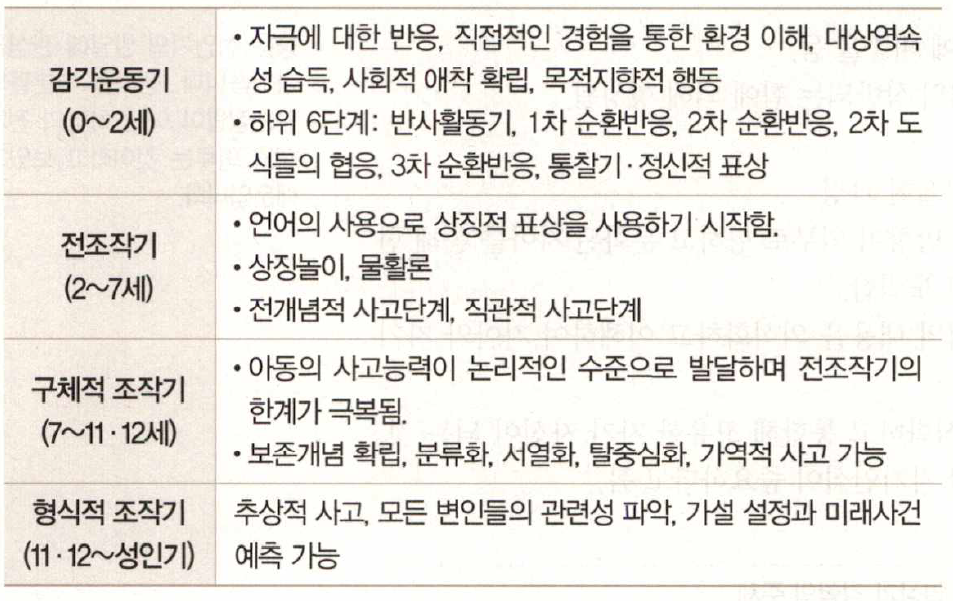 감각운동기
(0~2세)
• 자극에 대한 반응, 직접적인 경험을 통한 환경 이해, 대상영속
성 습득, 사회적 애착 확립, 목적지향적 행동
• 하위 6단계: 반사활동기, 1차 순환반응, 2차 순환반응, 2차 도
식들의 협응, 3차 순환반응, 통찰기·정신적 표상
전조작기
(2~7세)
• 언어의 사용으로 상징적 표상을 사용하기 시작함.
• 상징놀이, 물활론
• 전개념적 사고단계, 직관적 사고단계
구체적 조작기
(7~11·12세)
• 아동의 사고능력이 논리적인 수준으로 발달하며 전조작기의
한계가 극복됨.
• 보존개념 확립, 분류화, 서열화, 탈중심화, 가역적 사고 가능
형식적 조작기
(11·12~성인기)
추상적 사고, 모든 변인들의 관련성 파악, 가설 설정과 미래사건
예측 가능